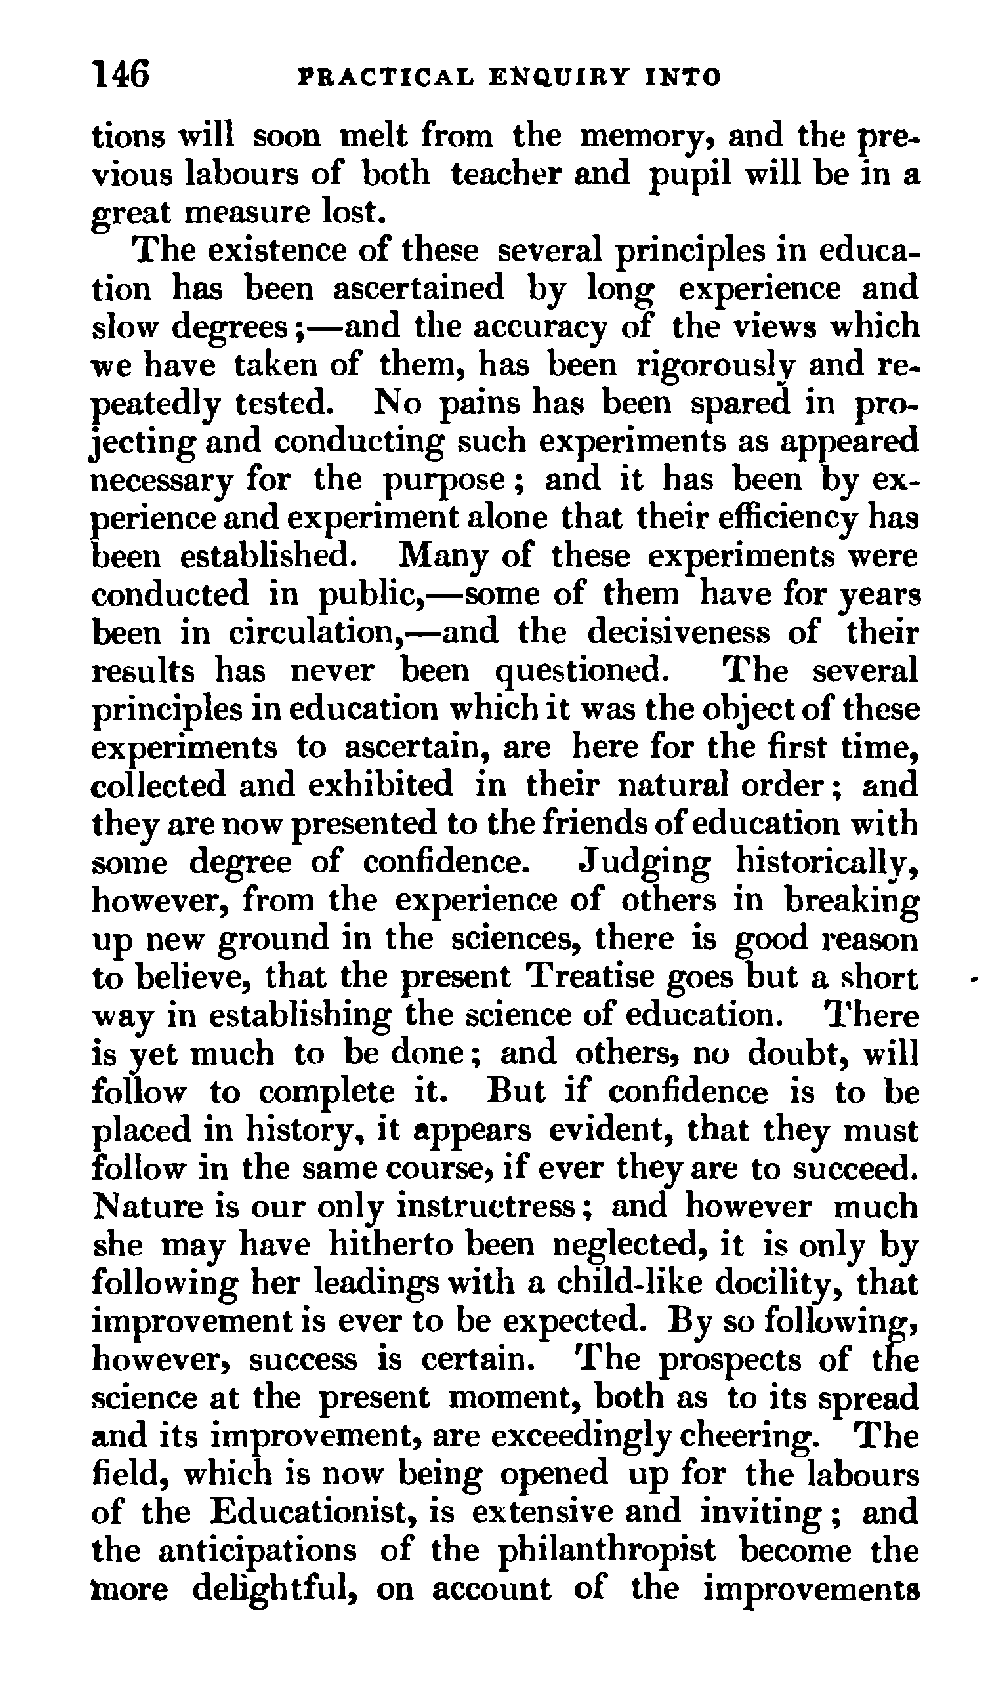 146 PRACTICAL ENQUIRY INTO
tions will soon melt from the memory, and the pre-
vious labours of both teacher and pupil will be in a
great measure lost.
The existence of these several principles in educa-
tion has been ascertained by long experience and
slow degrees;—and the accuracy of the views which
we have taken of them, has been rigorously and re-
peatedly tested. No pains has been spared in pro-
jecting and conducting such experiments as appeared
necessary for the purpose; and it has been by ex-
perience and experiment alone that their efficiency has
been established. Many of these experiments were
conducted in public,—some of them have for years
been in circulation,—and the decisiveness of their
results has never been questioned. The several
principles in education which it was the object of these
experiments to ascertain, are here for the first time,
collected and exhibited in their natural order; and
they are now presented to the friends of education with
some degree of confidence. Judging historically,
however, from the experience of others in breaking
up new ground in the sciences, there is good reason
to believe, that the present Treatise goes but a short
way in establishing the science of education. There
is yet much to be done; and others, no doubt, will
follow to complete it. But if confidence is to be
placed in history, it appears evident, that they must
follow in the same course, if ever they are to succeed.
Nature is our only instructress; and however much
she may have hitherto been neglected, it is only by
following her leadings with a child-like docility, that
improvement is ever to be expected. By so following,
however, success is certain. The prospects of the
science at the present moment, both as to its spread
and its improvement, are exceedingly cheering. The
field, which is now being opened up for the labours
of the Educationist, is extensive and inviting; and
the anticipations of the philanthropist become the
more delightful, on account of the improvements